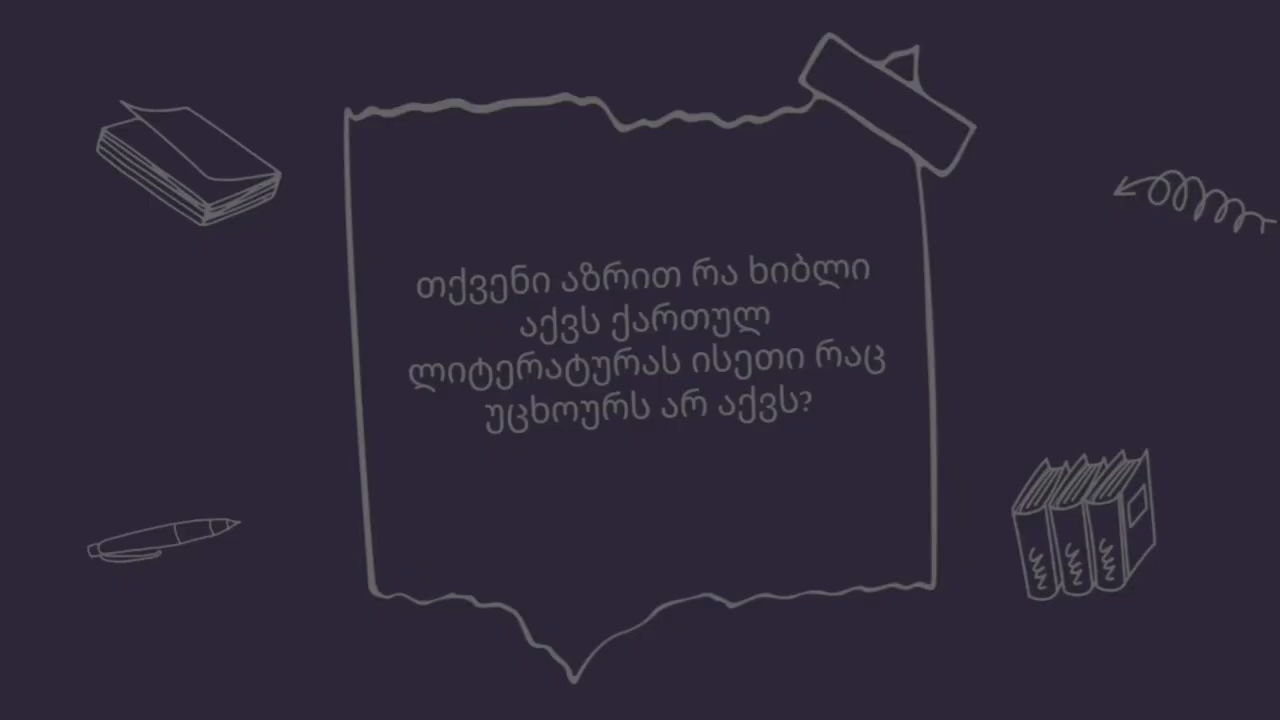 თქვენი აზრით რა ხიბლი
აქვს ქართულ
ლიტერატურას ისეთი რაც
უცხოურს არ აქვს?